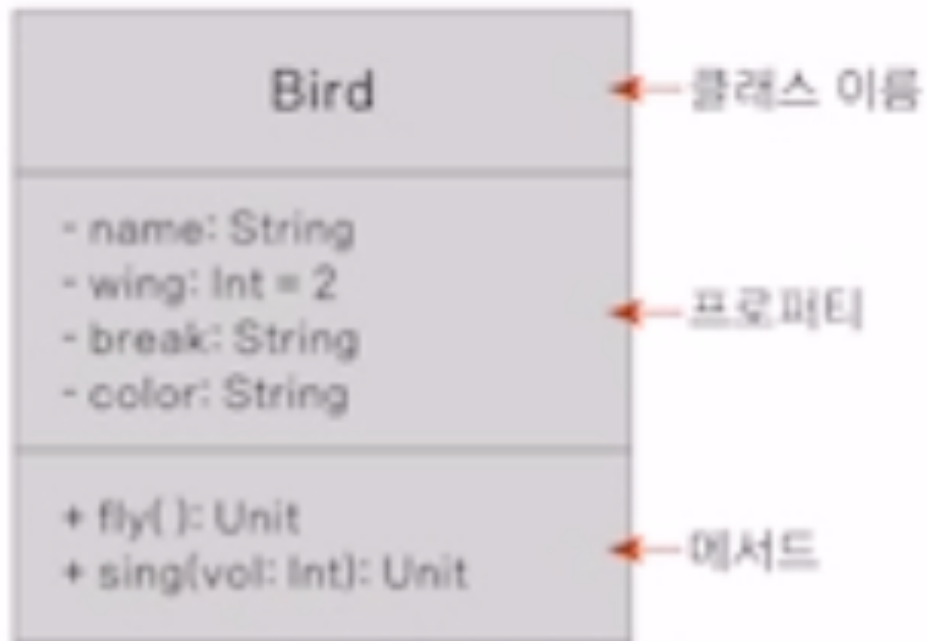 Bird
클래스 이름
- name: String
- wing: Int = 2
- break: String
- color: String
프로퍼티
+ fly( ): Unit
+ sing(vol: Int): Unit
메서드